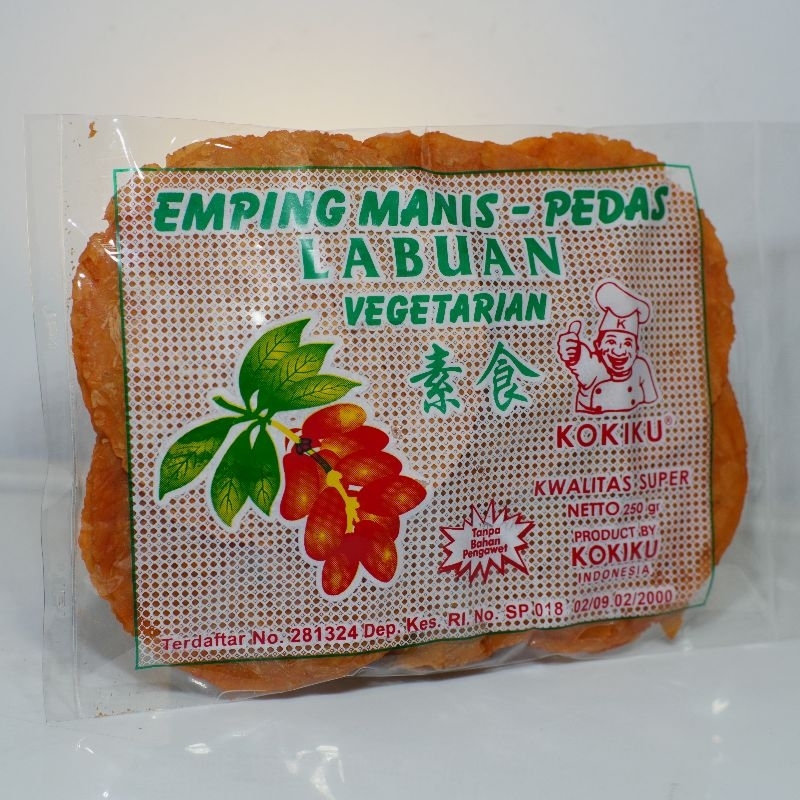 EMPING MANIS - PEDAS
LABUAN
VEGETARIAN
素食
K
KOKIKU®
KWALITAS SUPER
NETTO 250 gr
Tanpa
Bahan
Pengawet
PRODUCT BY
KOKIKU
INDONESIA
Terdaftar No. 281324 Dep. Kes. RI. No. SP 018 02/09.02/2000